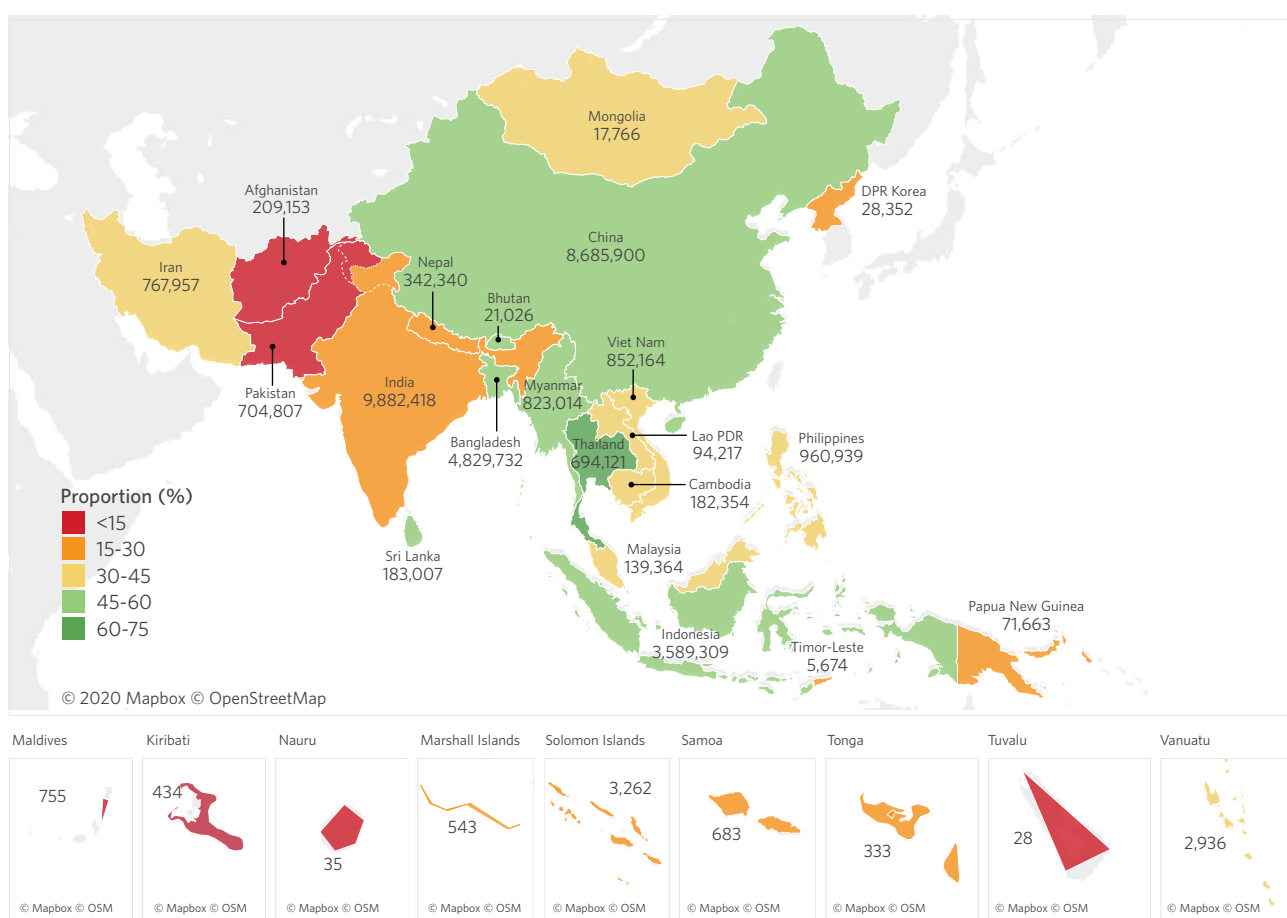 Mongolia
17,766
Afghanistan
209,153
DPR Korea
28,352
China
8,685,900
Iran
767,957
Nepal
342,340
Bhutan
21,026
Viet Nam
852,164
India
9,882,418
Myanmar
823,014
Pakistan
704,807
Bangladesh
4,829,732
Thailand
694,121
Lao PDR
94,217
Philippines
960,939
Cambodia
182,354
Proportion (%)
<15
15-30
30-45
45-60
60-75
Sri Lanka
183,007
Malaysia
139,364
Papua New Guinea
71,663
Indonesia
3,589,309
Timor-Leste
5,674
© 2020 Mapbox © OpenStreetMap
Maldives
755
© Mapbox © OSM
Kiribati
434
© Mapbox © OSM
Nauru
35
© Mapbox © OSM
Marshall Islands
543
© Mapbox © OSM
Solomon Islands
3,262
© Mapbox © OSM
Samoa
683
© Mapbox © OSM
Tonga
333
© Mapbox © OSM
Tuvalu
28
© Mapbox © OSM
Vanuatu
2,936
© Mapbox © OSM